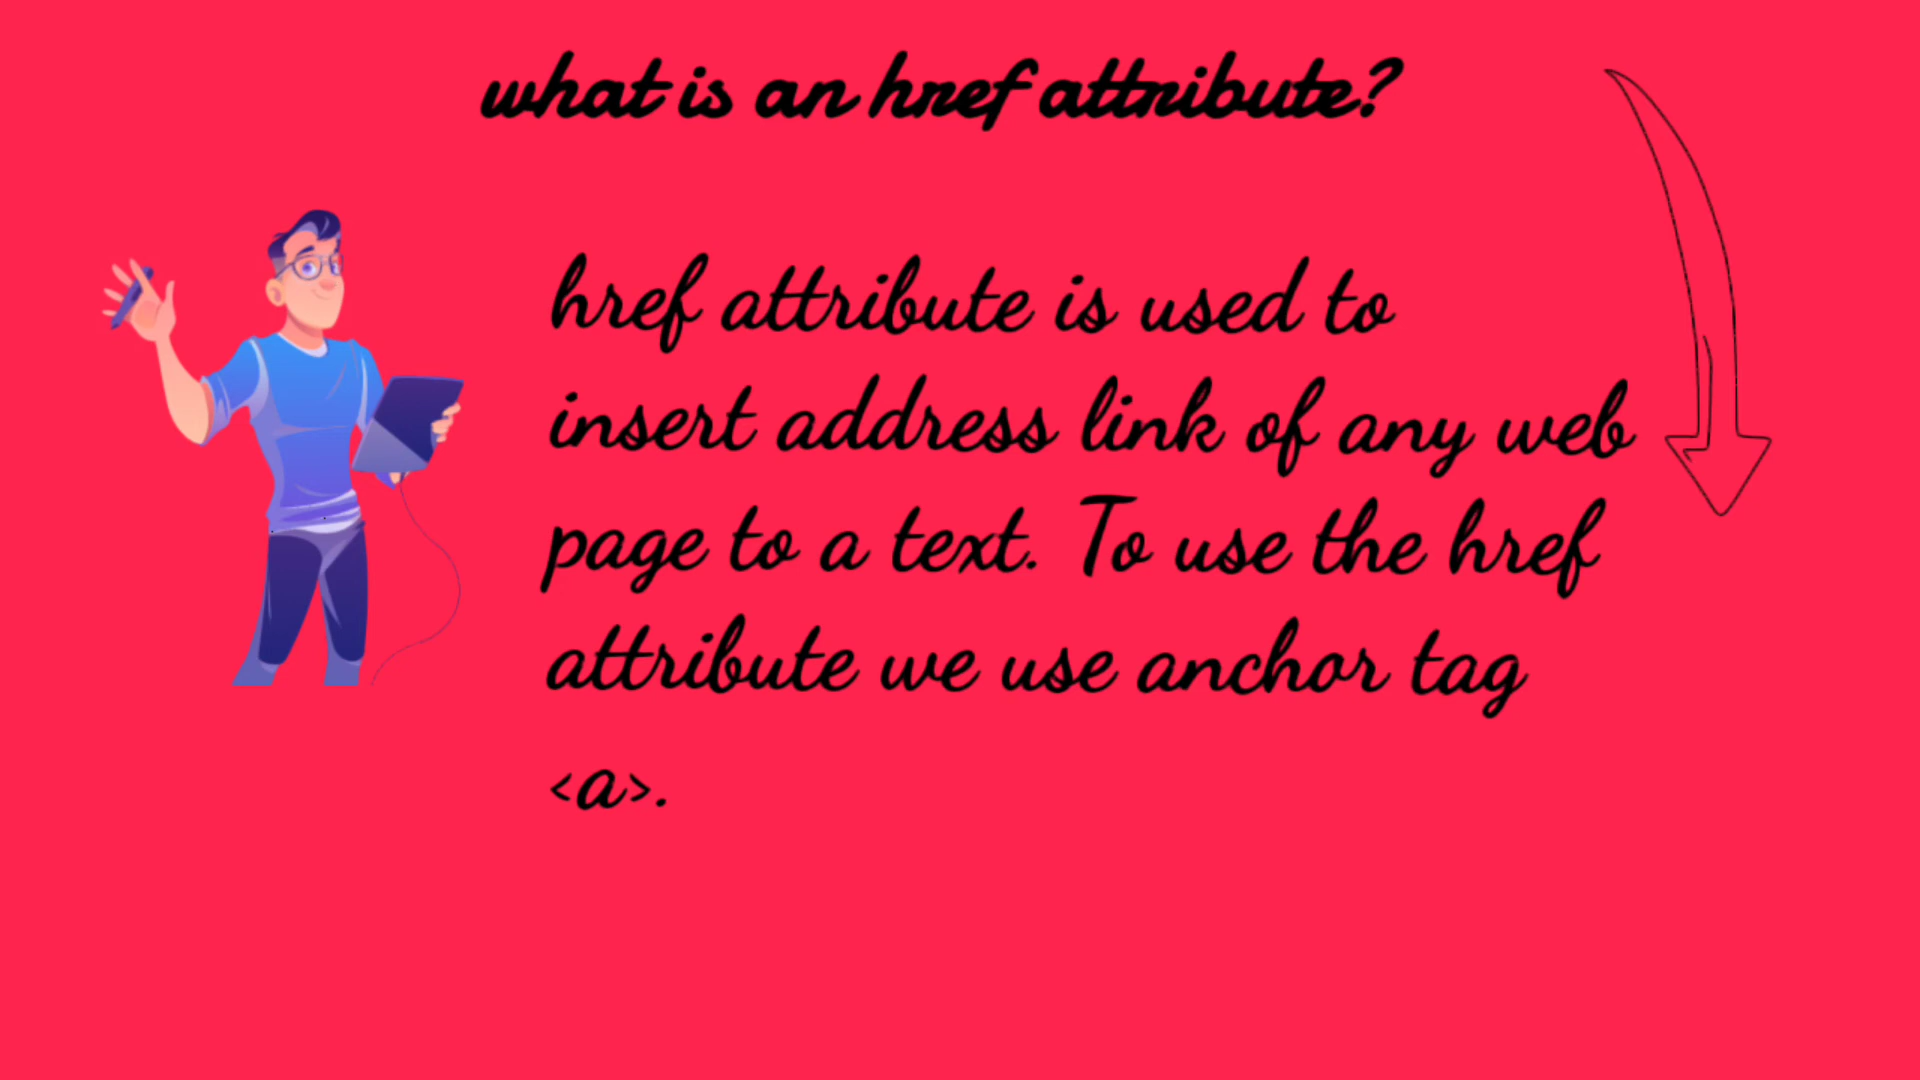 what is an href attribute?
href attribute is used to
insert address link of any web
page to a text. To use the href
attribute we use anchor tag
<a>.